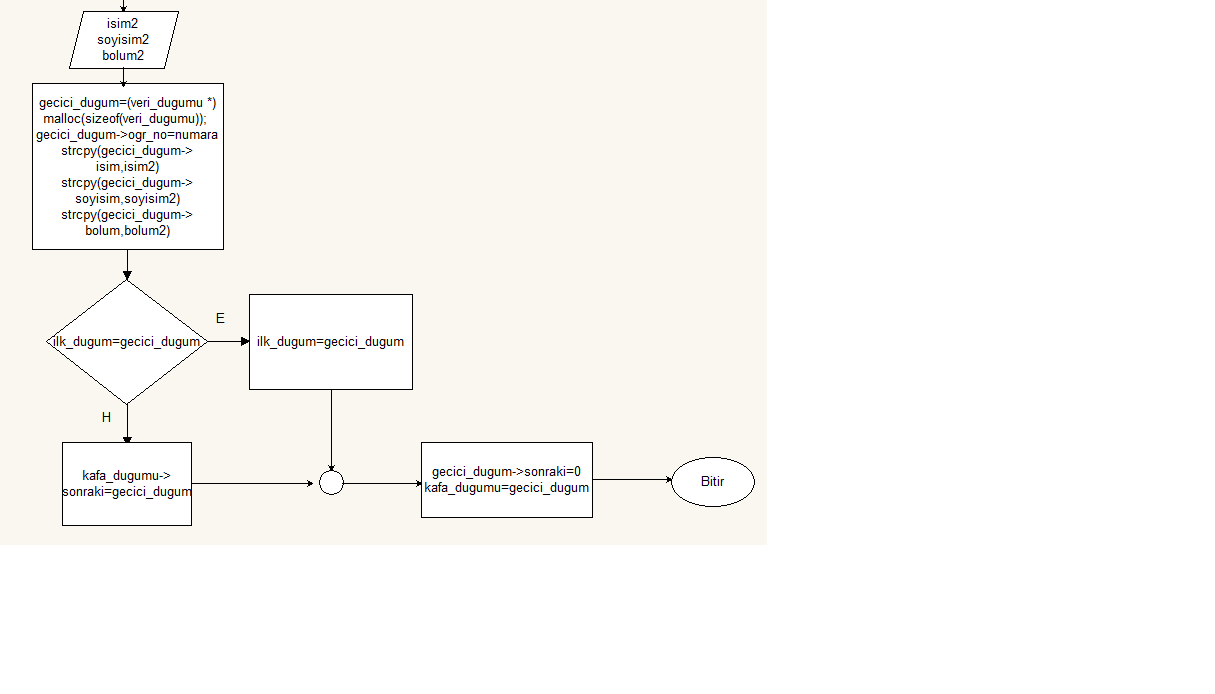 isim2
soyisim2
bolum2
gecici_dugum=(veri_dugumu *)
malloc(sizeof(veri_dugumu));
gecici_dugum->ogr_no=numara
strcpy(gecici_dugum->
isim,isim2)
strcpy(gecici_dugum->
soyisim,soyisim2)
strcpy(gecici_dugum->
bolum,bolum2)
ilk_dugum=gecici_dugum
E
ilk_dugum=gecici_dugum
H
kafa_dugumu->
sonraki=gecici_dugum
gecici_dugum->sonraki=0
kafa_dugumu=gecici_dugum
Bitir